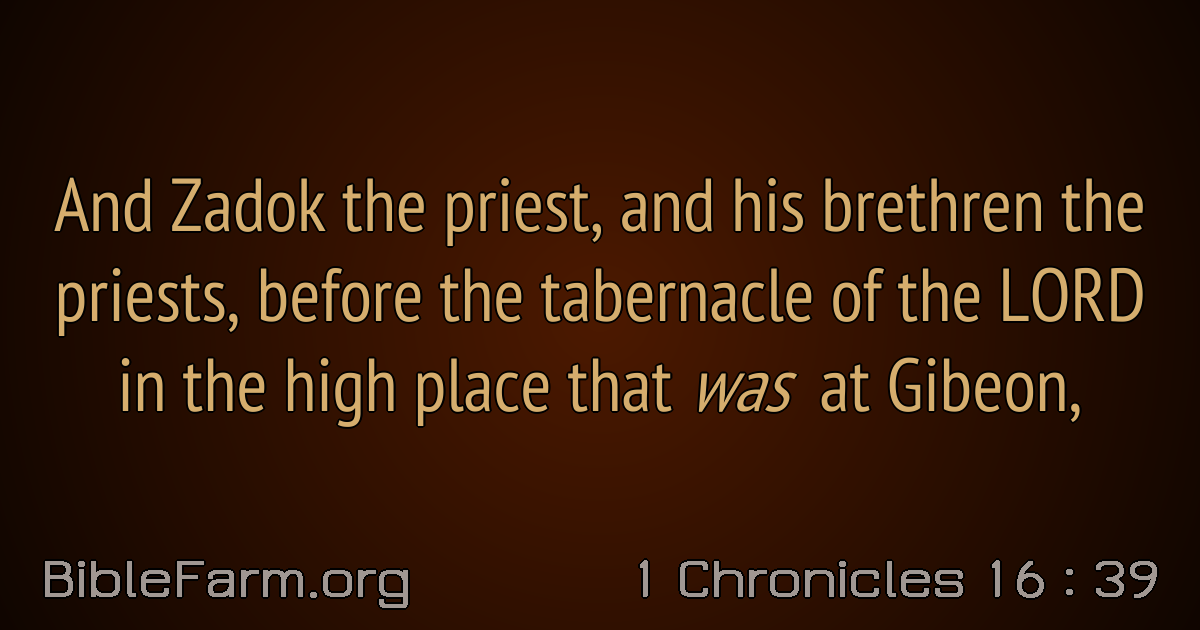 And Zadok the priest, and his brethren the
priests, before the tabernacle of the LORD
in the high place that was at Gibeon,
BibleFarm.org
1 Chronicles 16 : 39